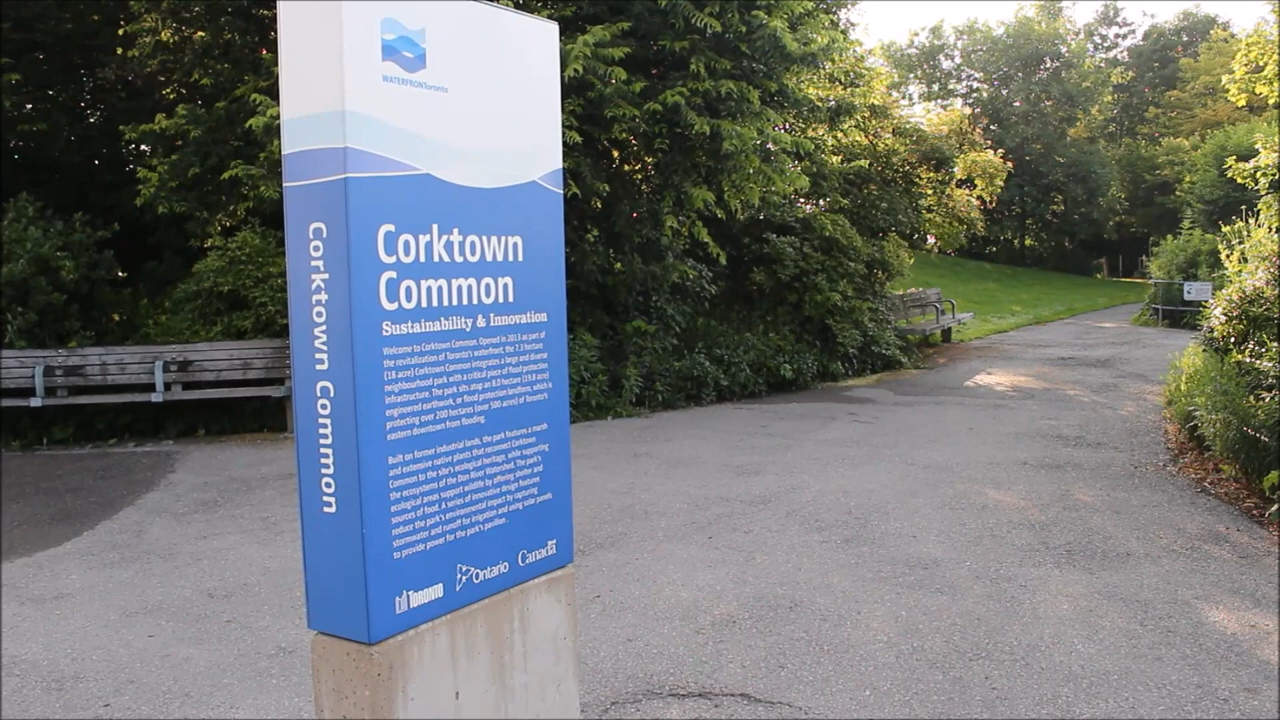 WATERFRONToronto
Corktown Common
Corktown
Common
Sustainability & Innovation
Welcome to Corktown Common. Opened in 2013 as part of
the revitalization of Toronto's waterfront, the 7.3 hectare
(18 acre) Corktown Common integrates a large and diverse
neighbourhood park with a critical piece of flood protection
infrastructure. The park sits atop an 8.0 hectare (19.8 acre)
engineered earthwork, or flood protection landform, which is
protecting over 200 hectares (over 500 acres) of Toronto's
eastern downtown from flooding.
Built on former industrial lands, the park features a marsh
and extensive native plants that reconnect Corktown
Common to the site's ecological heritage, while supporting
the ecosystems of the Don River Watershed. The park's
ecological areas support wildlife by offering shelter and
sources of food. A series of innovative design features
reduce the park's environmental impact by capturing
stormwater and runoff for irrigation and using solar panels
to provide power for the park's pavilion .
TORONTO
Ontario
Canada